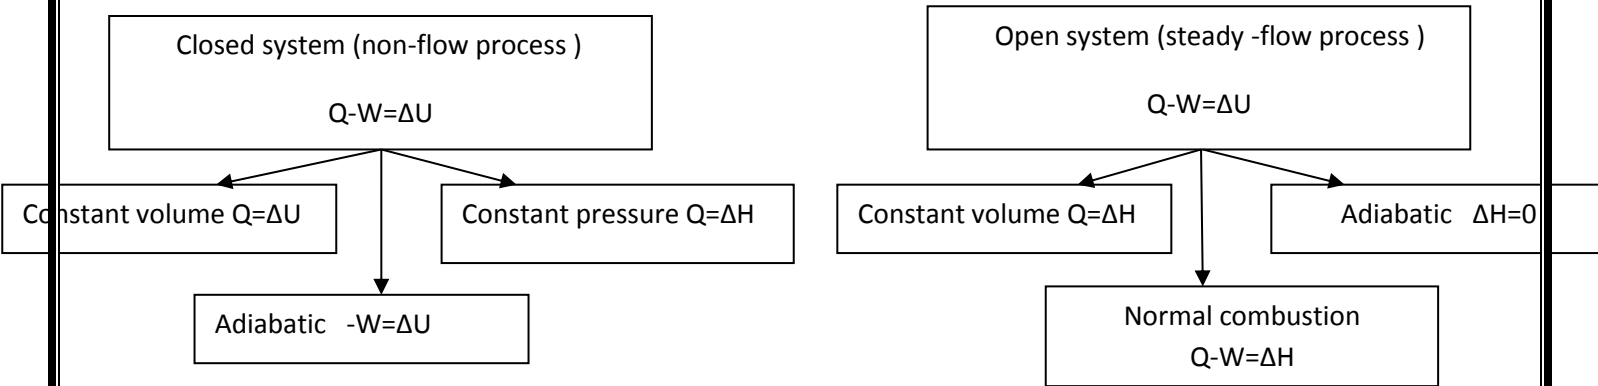 Closed system (non-flow process )
Q-W=ΔU
Constant volume Q=ΔU
Constant pressure Q=ΔH
Adiabatic   -W=ΔU
Open system (steady -flow process )
Q-W=ΔU
Constant volume Q=ΔH
Adiabatic   ΔH=0
Normal combustion
Q-W=ΔH